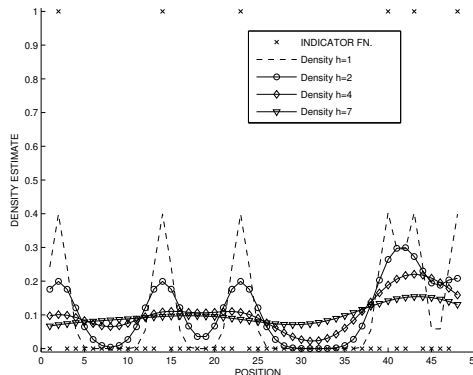 1
0.9
0.8
0.7
0.6
0.5
0.4
0.3
0.2
0.1
0
DENSITY ESTIMATE
INDICATOR FN.
Density h=1
Density h=2
Density h=4
Density h=7
0 5 10 15 20 25 30 35 40 45
POSITION